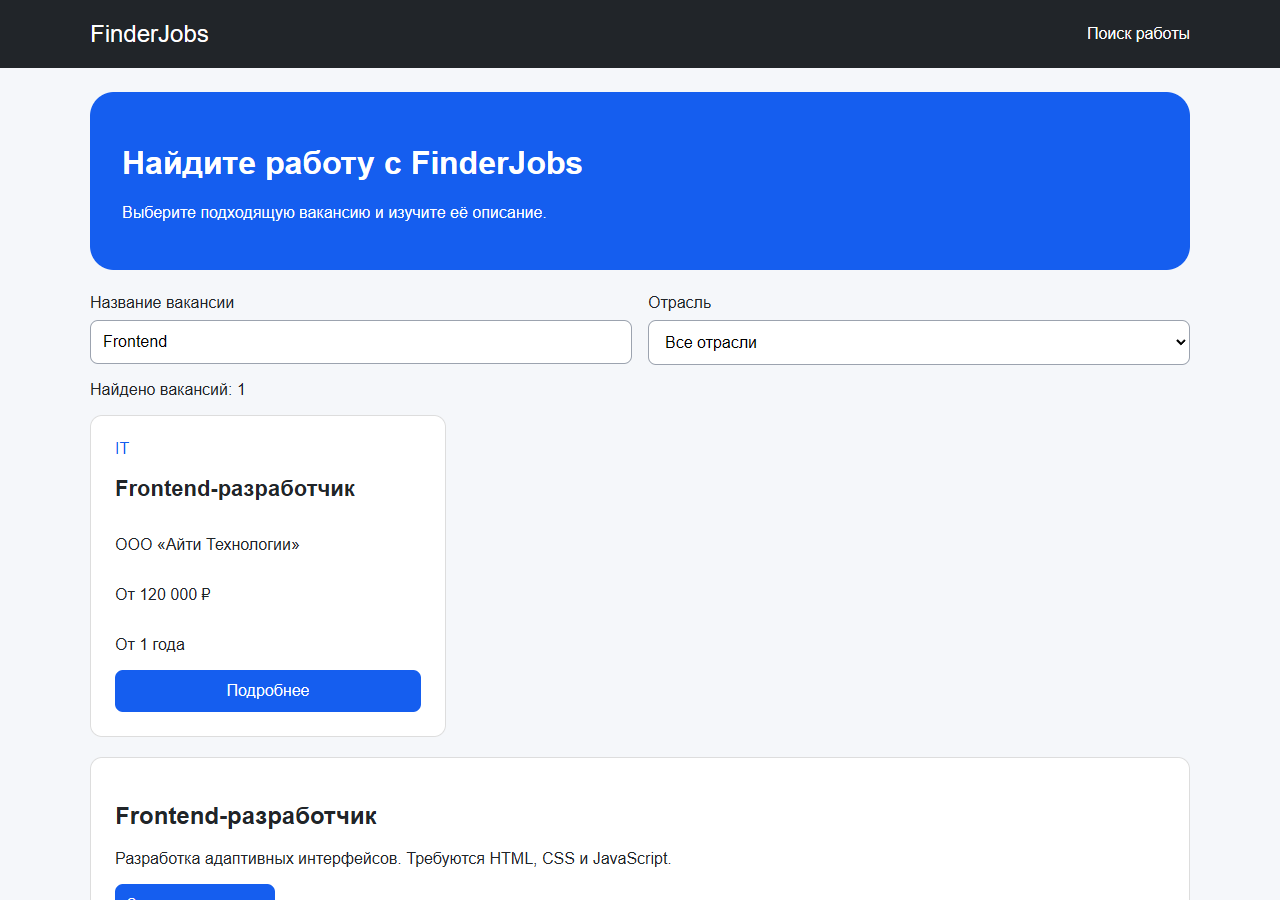 FinderJobs
Поиск работы
Найдите работу с FinderJobs
Выберите подходящую вакансию и изучите её описание.
Название вакансии
Отрасль
Frontend
Все отрасли
Найдено вакансий: 1
IT
Frontend-разработчик
ООО «Айти Технологии»
От 120 000 ₽
От 1 года
Подробнее
Frontend-разработчик
Разработка адаптивных интерфейсов. Требуются HTML, CSS и JavaScript.